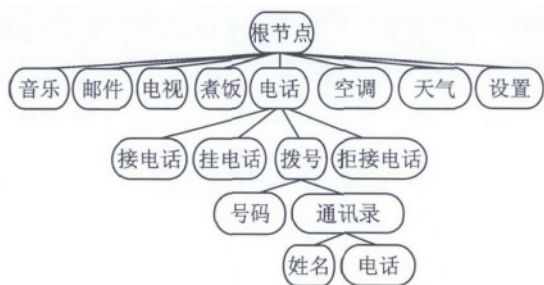 根节点
音乐 邮件 电视 煮饭 电话 空调 天气 设置
接电话 挂电话 拨号 拒接电话
号码 通讯录
姓名 电话